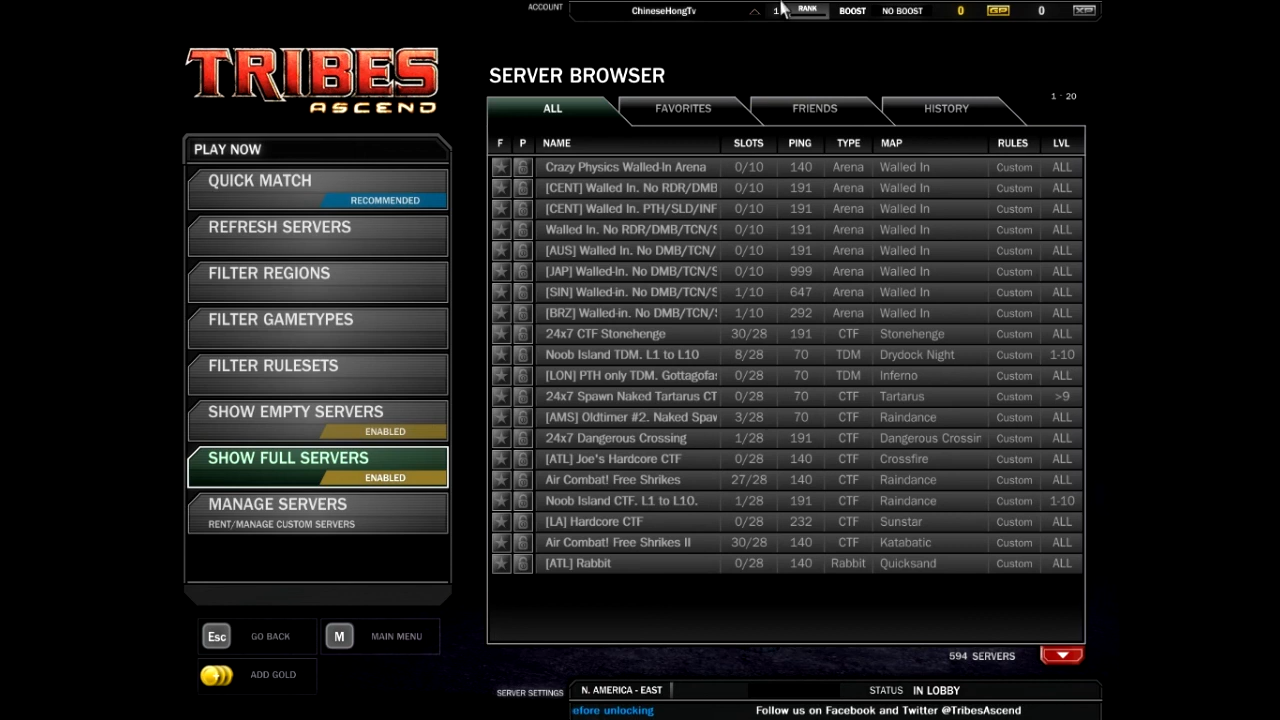 ACCOUNT ChineseHongTv 1 RANK BOOST NO BOOST 0 GP 0 XP
TRIBES
ASCEND
PLAY NOW
QUICK MATCH
RECOMMENDED
REFRESH SERVERS
FILTER REGIONS
FILTER GAMETYPES
FILTER RULESETS
SHOW EMPTY SERVERS
ENABLED
SHOW FULL SERVERS
ENABLED
MANAGE SERVERS
RENT/MANAGE CUSTOM SERVERS
Esc GO BACK M MAIN MENU
ADD GOLD
SERVER BROWSER
1 - 20
ALL FAVORITES FRIENDS HISTORY
F P NAME SLOTS PING TYPE MAP RULES LVL
Crazy Physics Walled-In Arena 0/10 140 Arena Walled In Custom ALL
[CENT] Walled In. No RDR/DMB 0/10 191 Arena Walled In Custom ALL
[CENT] Walled In. PTH/SLD/INF 0/10 191 Arena Walled In Custom ALL
Walled In. No RDR/DMB/TCN/S 0/10 191 Arena Walled In Custom ALL
[AUS] Walled In. No DMB/TCN/ 0/10 191 Arena Walled In Custom ALL
[JAP] Walled-In. No DMB/TCN/S 0/10 999 Arena Walled In Custom ALL
[SIN] Walled-in. No DMB/TCN/S 1/10 647 Arena Walled In Custom ALL
[BRZ] Walled-in. No DMB/TCN/S 1/10 292 Arena Walled In Custom ALL
24x7 CTF Stonehenge 30/28 191 CTF Stonehenge Custom ALL
Noob Island TDM. L1 to L10 8/28 70 TDM Drydock Night Custom 1-10
[LON] PTH only TDM. Gottagofas 0/28 70 TDM Inferno Custom ALL
24x7 Spawn Naked Tartarus CT 0/28 70 CTF Tartarus Custom >9
[AMS] Oldtimer #2. Naked Spaw 3/28 70 CTF Raindance Custom ALL
24x7 Dangerous Crossing 1/28 191 CTF Dangerous Crossin Custom ALL
[ATL] Joe's Hardcore CTF 0/28 140 CTF Crossfire Custom ALL
Air Combat! Free Shrikes 27/28 140 CTF Raindance Custom ALL
Noob Island CTF. L1 to L10. 1/28 191 CTF Raindance Custom 1-10
[LA] Hardcore CTF 0/28 232 CTF Sunstar Custom ALL
Air Combat! Free Shrikes II 30/28 140 CTF Katabatic Custom ALL
[ATL] Rabbit 0/28 140 Rabbit Quicksand Custom ALL
594 SERVERS
SERVER SETTINGS N. AMERICA - EAST STATUS IN LOBBY
efore unlocking Follow us on Facebook and Twitter @TribesAscend